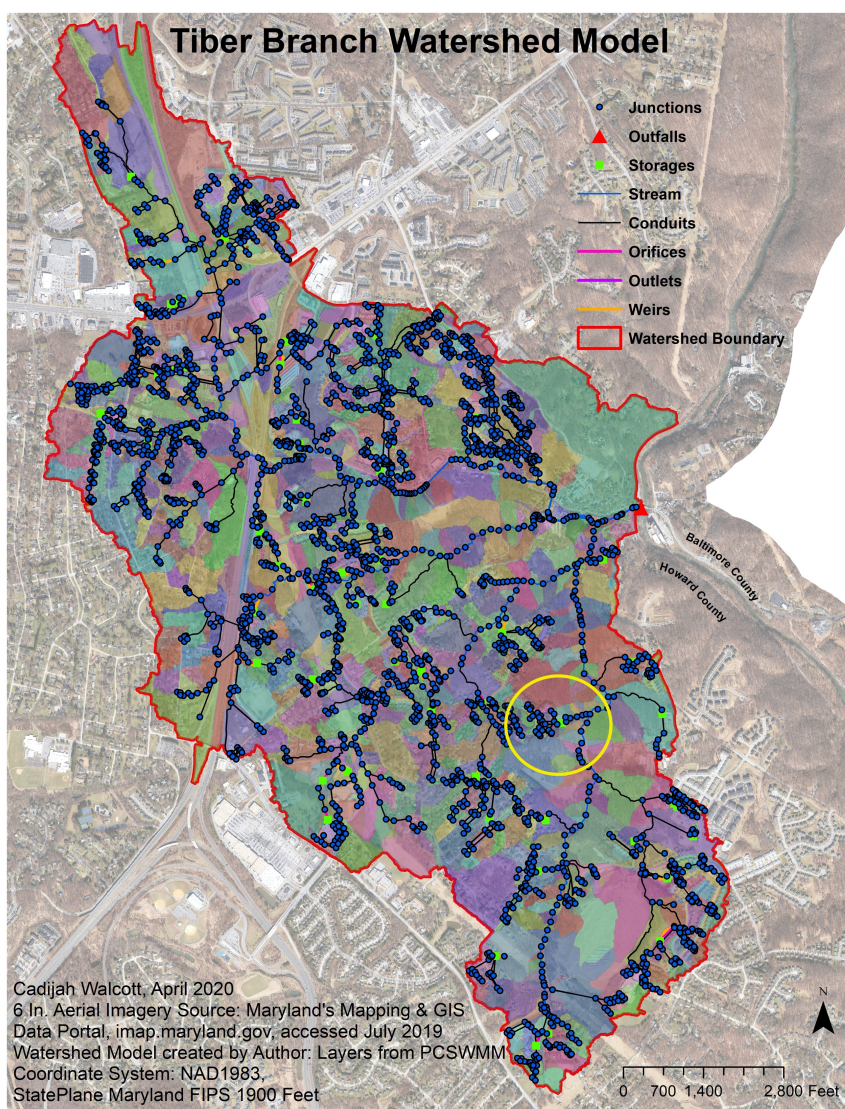 Tiber Branch Watershed Model
Junctions
Outfalls
Storages
Stream
Conduits
Orifices
Outlets
Weirs
Watershed Boundary
Baltimore County
Howard County
Cadijah Walcott, April 2020
6 In. Aerial Imagery Source: Maryland's Mapping & GIS
Data Portal, imap.maryland.gov, accessed July 2019
Watershed Model created by Author: Layers from PCSWMM
Coordinate System: NAD1983,
StatePlane Maryland FIPS 1900 Feet
N
0 700 1,400 2,800 Feet